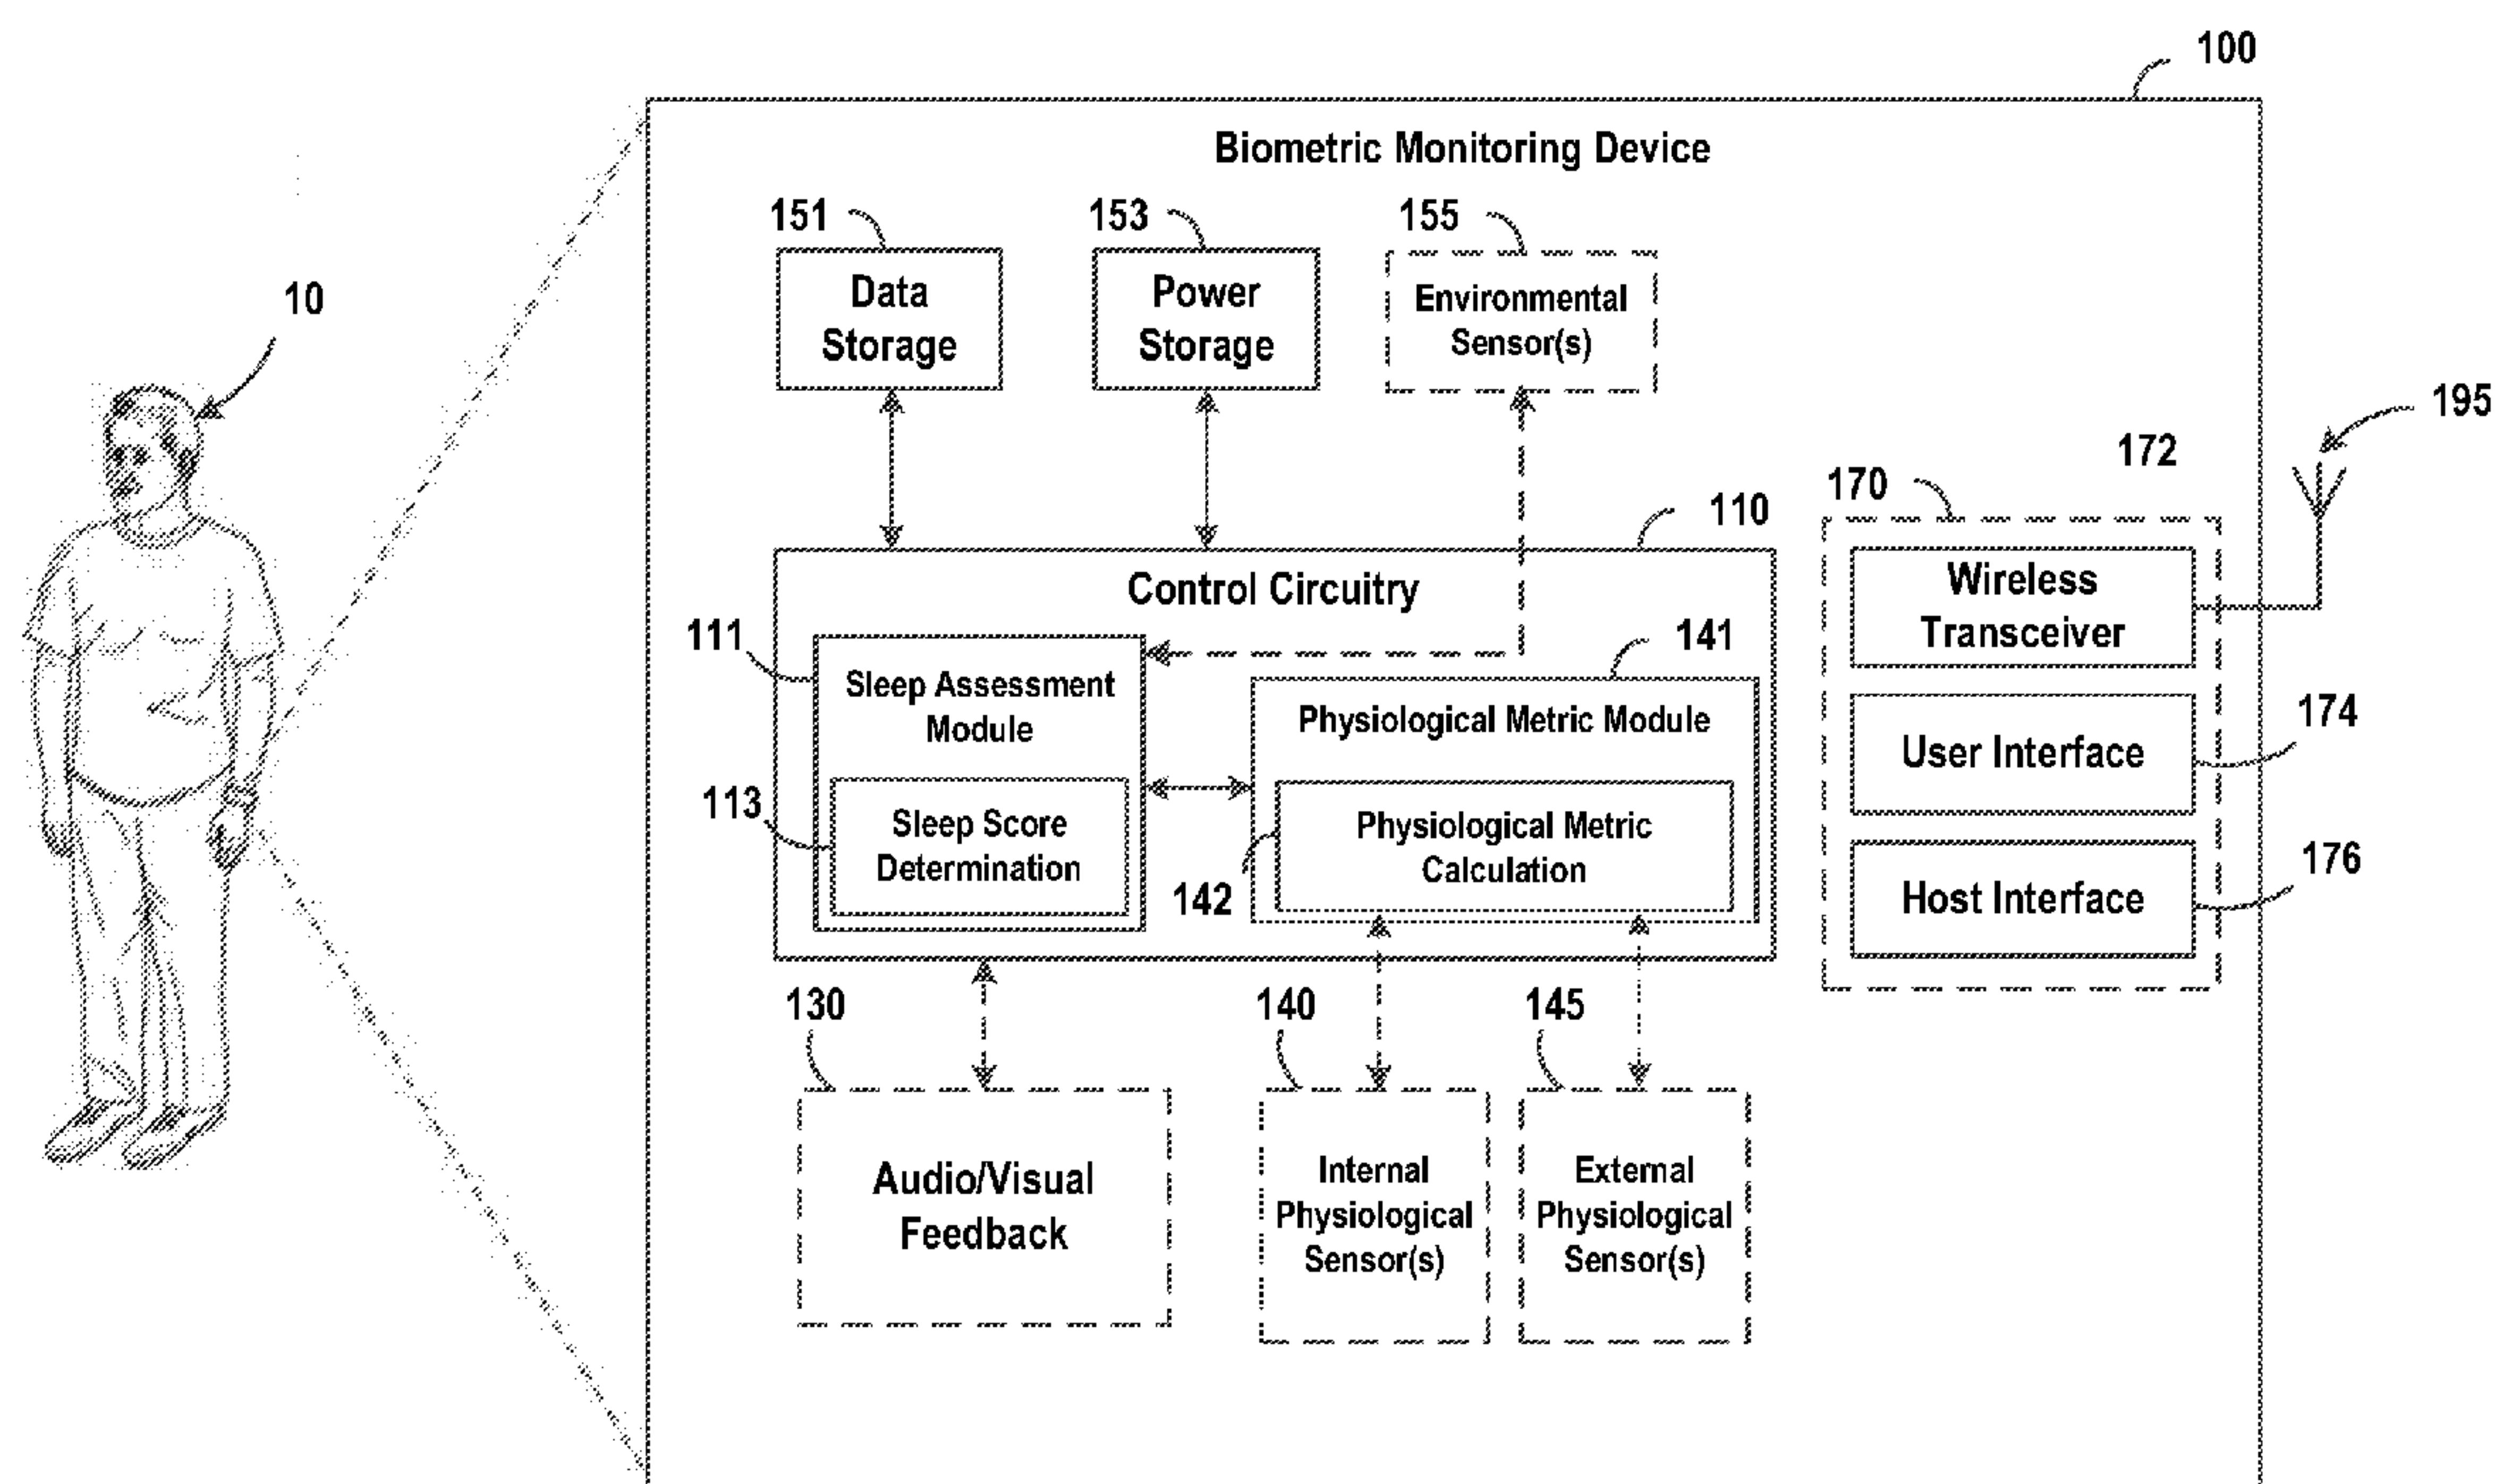 100
Biometric Monitoring Device
151
153
155
Data
Storage
Power
Storage
Environmental
Sensor(s)
10
195
172
170
110
Control Circuitry
Wireless
Transceiver
111
141
Sleep Assessment
Module
Physiological Metric Module
174
User Interface
113
Sleep Score
Determination
Physiological Metric
Calculation
142
176
Host Interface
130
140
145
Audio/Visual
Feedback
Internal
Physiological
Sensor(s)
External
Physiological
Sensor(s)